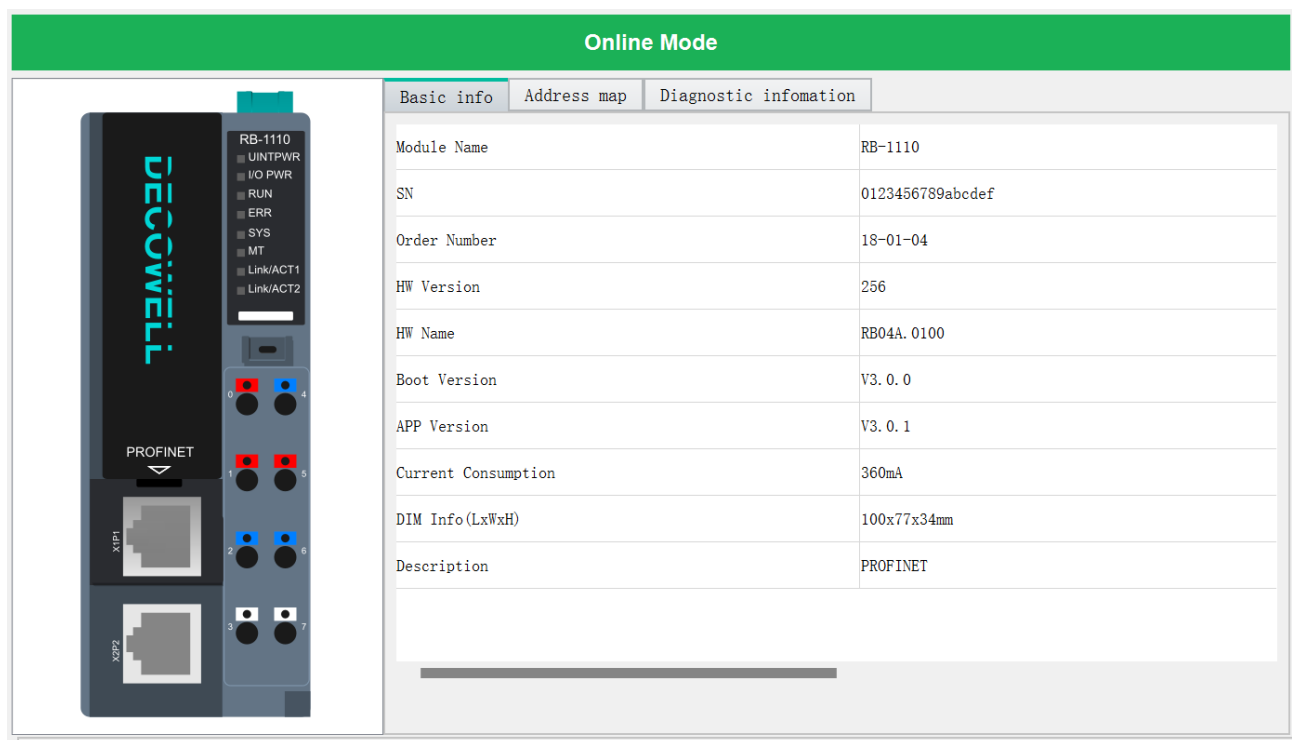 Online Mode
Basic info
Address map
Diagnostic infomation
RB-1110
UINTPWR
I/O PWR
RUN
ERR
SYS
MT
Link/ACT1
Link/ACT2
DECOWELL
PROFINET
X1P1
X2P2
0 4
1 5
2 6
3 7
Module Name RB-1110
SN 0123456789abcdef
Order Number 18-01-04
HW Version 256
HW Name RB04A.0100
Boot Version V3.0.0
APP Version V3.0.1
Current Consumption 360mA
DIM Info(LxWxH) 100x77x34mm
Description PROFINET